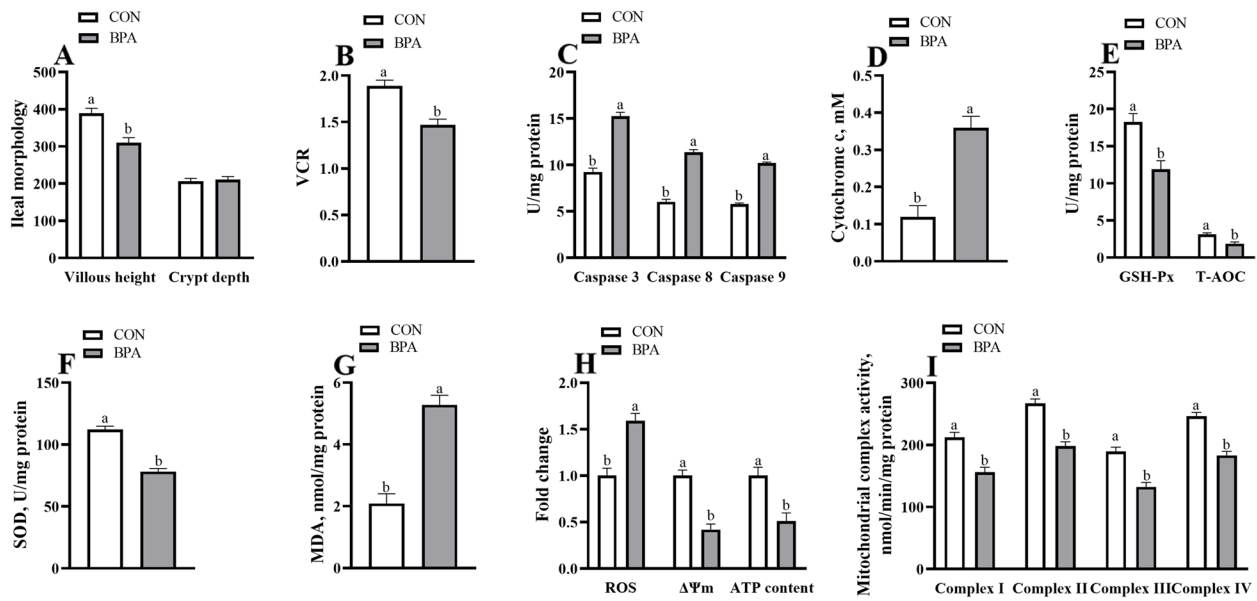 CON
BPA
A
Ileal morphology
500
400
300
200
100
0
a
b
Villous height
Crypt depth
CON
BPA
B
VCR
2.0
1.5
1.0
0.5
0.0
a
b
CON
BPA
C
U/mg protein
20
15
10
5
0
b
a
b
a
b
a
Caspase 3
Caspase 8
Caspase 9
CON
BPA
D
Cytochrome c, mM
0.5
0.4
0.3
0.2
0.1
0.0
b
a
CON
BPA
E
U/mg protein
25
20
15
10
5
0
a
b
a
b
GSH-Px
T-AOC
CON
BPA
F
SOD, U/mg protein
150
100
50
0
a
b
CON
BPA
G
MDA, nmol/mg protein
6
4
2
0
b
a
CON
BPA
H
Fold change
2.0
1.5
1.0
0.5
0.0
b
a
a
b
a
b
ROS
ΔΨm
ATP content
CON
BPA
I
Mitochondrial complex activity,
nmol/min/mg protein
300
200
100
0
a
b
a
b
a
b
a
b
Complex I
Complex II
Complex III
Complex IV